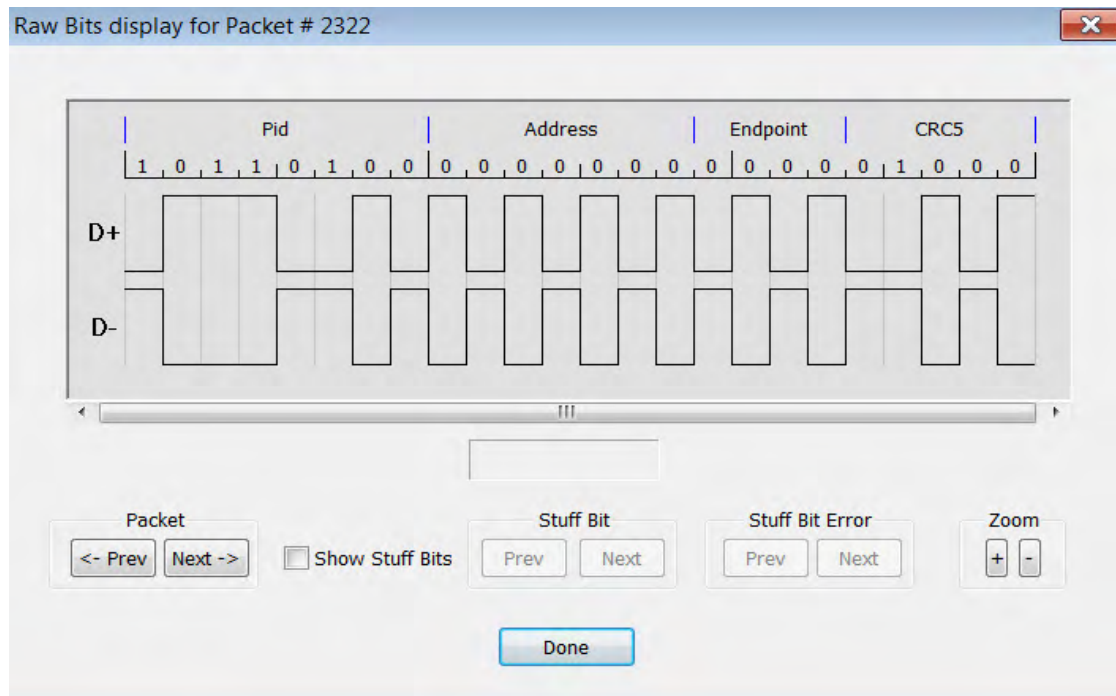 Raw Bits display for Packet # 2322
Pid Address Endpoint CRC5
1 0 1 1 0 1 0 0 0 0 0 0 0 0 0 0 0 0 0 0 1 0 0 0
D+
D-
Packet Stuff Bit Stuff Bit Error Zoom
<- Prev Next -> Show Stuff Bits Prev Next Prev Next + -
Done